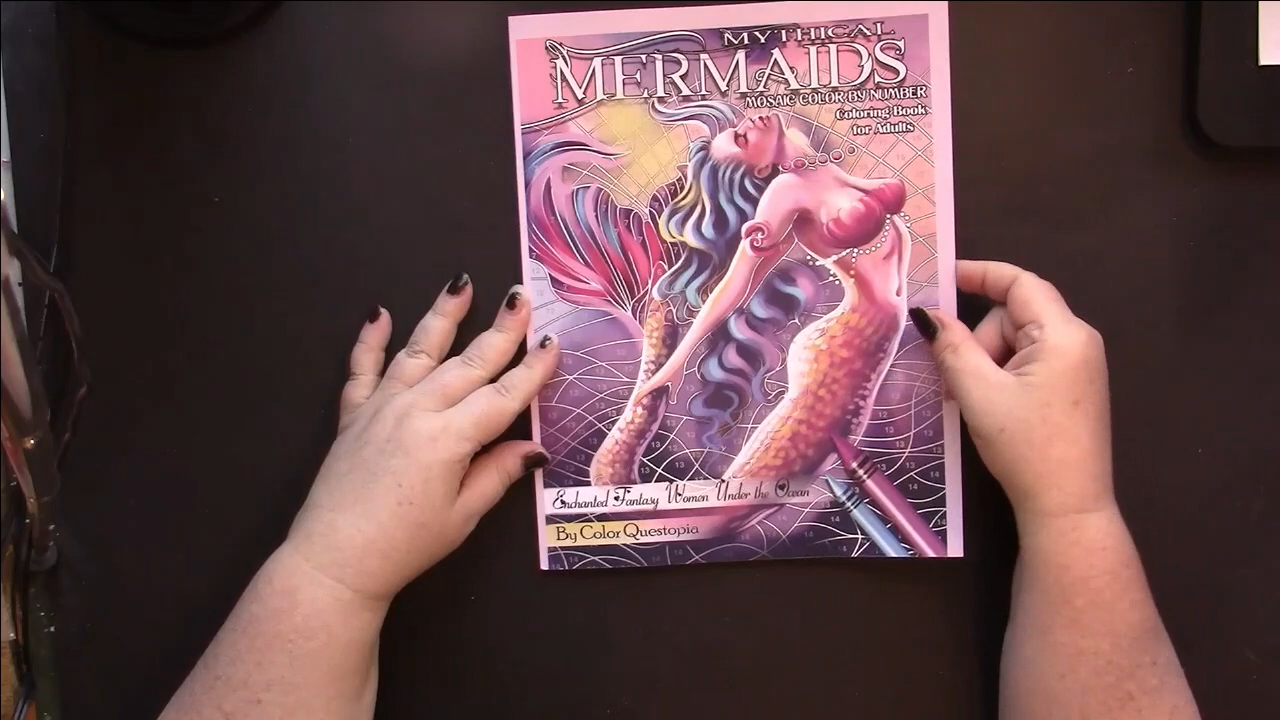 MYTHICAL
MERMAIDS
MOSAIC COLOR BY NUMBER
Coloring Book
for Adults
Enchanted Fantasy Women Under the Ocean
By Color Questopia